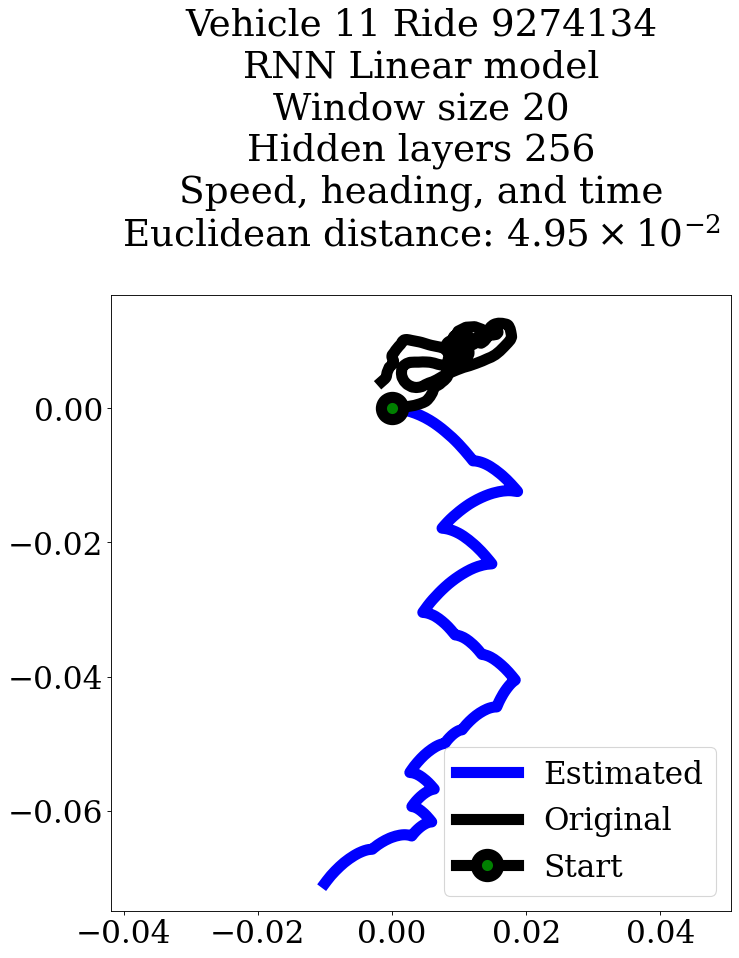 Vehicle 11 Ride 9274134
RNN Linear model
Window size 20
Hidden layers 256
Speed, heading, and time
Euclidean distance: 4.95 × 10⁻²
0.00
−0.02
−0.04
−0.06
Estimated
Original
Start
−0.04 −0.02 0.00 0.02 0.04